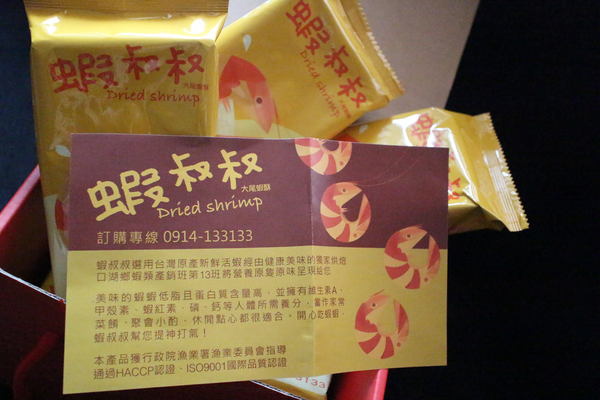 蝦叔叔
大尾蝦酥
Dried shrimp
蝦叔叔
Dried shrimp
蝦叔叔
大尾蝦酥
Dried shrimp
訂購專線 0914-133133
蝦叔叔選用台灣原產新鮮活蝦經由健康美味的獨家烘焙
口湖鄉蝦類產銷班第13班將營養原隻原味呈現給您
美味的蝦蝦低脂且蛋白質含量高，並擁有維生素A、
甲殼素、蝦紅素、磷、鈣等人體所需養分，當作家常
菜餚、聚會小酌、休閒點心都很適合，開心吃蝦蝦，
蝦叔叔幫您提神打氣！
本產品獲行政院漁業署漁業委員會指導
通過HACCP認證、ISO9001國際品質認證
33133